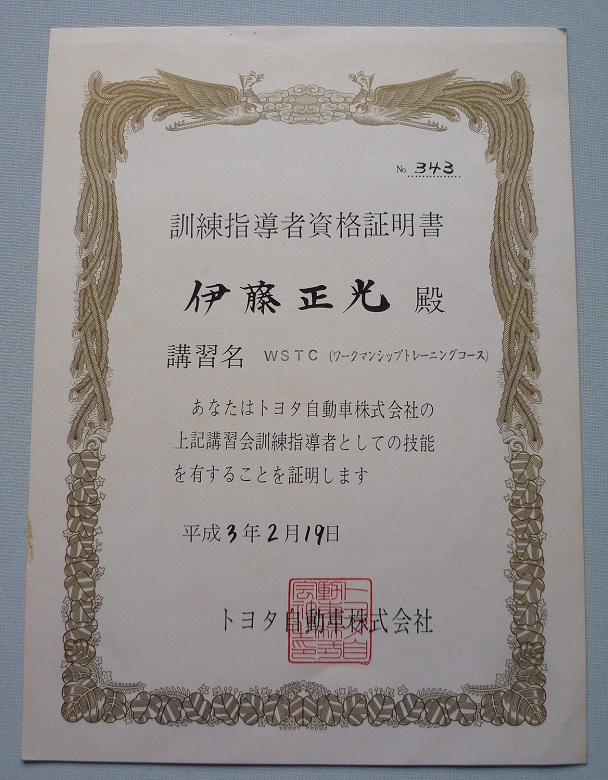 No. 343
訓練指導者資格証明書
伊藤正光 殿
講習名 WSTC (ワークマンシップトレーニングコース)
あなたはトヨタ自動車株式会社の
上記講習会訓練指導者としての技能
を有することを証明します
平成3年2月19日
トヨタ自動車株式会社